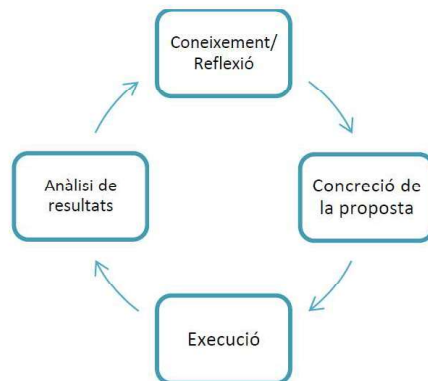 Coneixement/
Reflexió
Concreció de
la proposta
Execució
Anàlisi de
resultats